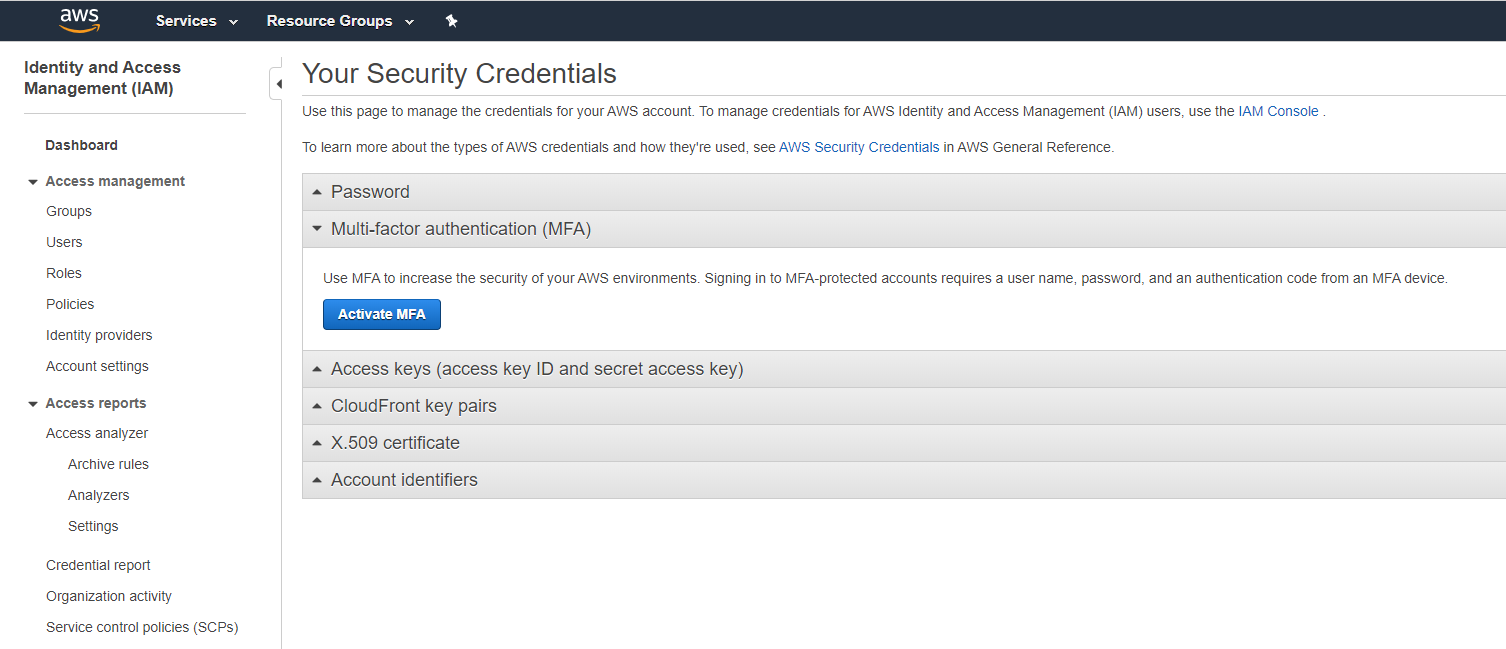 aws Services Resource Groups
Identity and Access
Management (IAM)
Dashboard
Access management
Groups
Users
Roles
Policies
Identity providers
Account settings
Access reports
Access analyzer
Archive rules
Analyzers
Settings
Credential report
Organization activity
Service control policies (SCPs)
Your Security Credentials
Use this page to manage the credentials for your AWS account. To manage credentials for AWS Identity and Access Management (IAM) users, use the IAM Console .
To learn more about the types of AWS credentials and how they're used, see AWS Security Credentials in AWS General Reference.
Password
Multi-factor authentication (MFA)
Use MFA to increase the security of your AWS environments. Signing in to MFA-protected accounts requires a user name, password, and an authentication code from an MFA device.
Activate MFA
Access keys (access key ID and secret access key)
CloudFront key pairs
X.509 certificate
Account identifiers